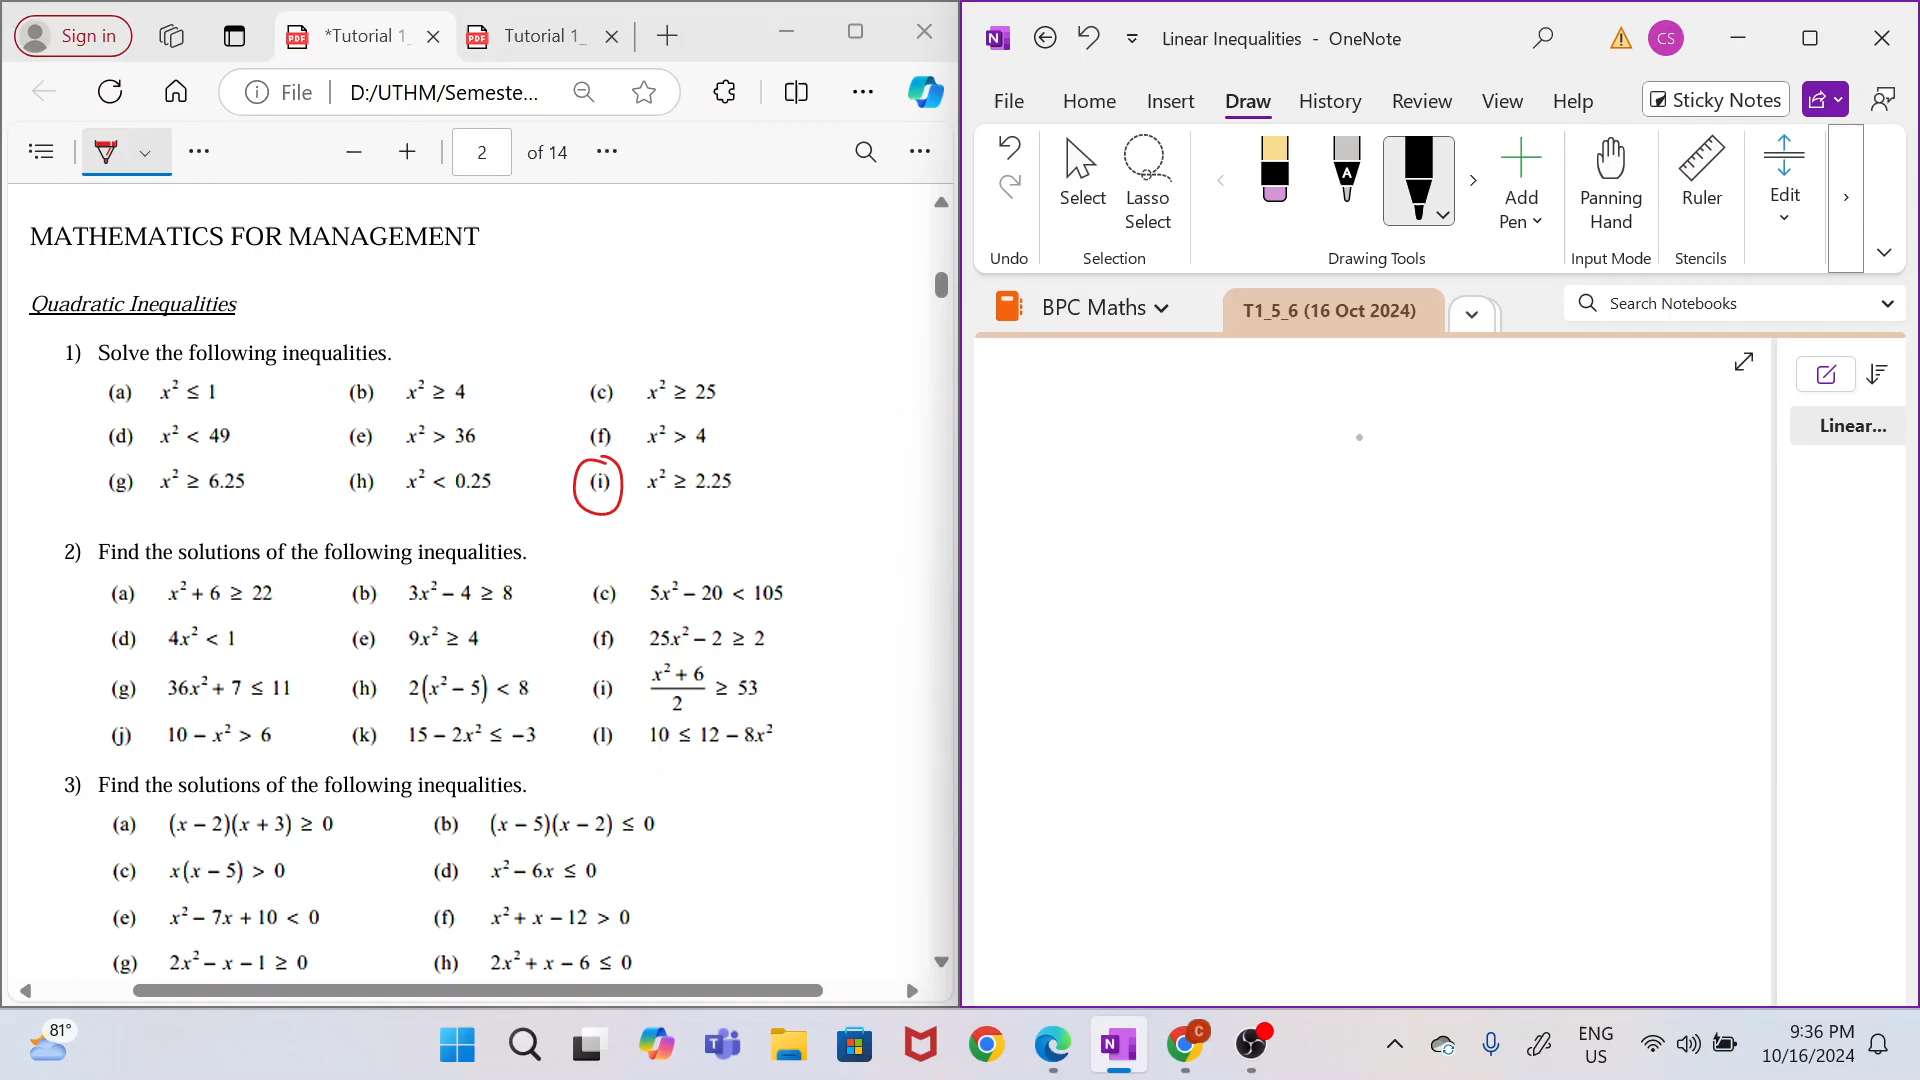 Sign in
*Tutorial 1_
Tutorial 1_
File
D:/UTHM/Semeste...
2 of 14
MATHEMATICS FOR MANAGEMENT
Quadratic Inequalities
1) Solve the following inequalities.
(a) x² ≤ 1 (b) x² ≥ 4 (c) x² ≥ 25
(d) x² < 49 (e) x² > 36 (f) x² > 4
(g) x² ≥ 6.25 (h) x² < 0.25 (i) x² ≥ 2.25
2) Find the solutions of the following inequalities.
(a) x² + 6 ≥ 22 (b) 3x² − 4 ≥ 8 (c) 5x² − 20 < 105
(d) 4x² < 1 (e) 9x² ≥ 4 (f) 25x² − 2 ≥ 2
(g) 36x² + 7 ≤ 11 (h) 2(x² − 5) < 8 (i) (x² + 6)/2 ≥ 53
(j) 10 − x² > 6 (k) 15 − 2x² ≤ −3 (l) 10 ≤ 12 − 8x²
3) Find the solutions of the following inequalities.
(a) (x − 2)(x + 3) ≥ 0 (b) (x − 5)(x − 2) ≤ 0
(c) x(x − 5) > 0 (d) x² − 6x ≤ 0
(e) x² − 7x + 10 < 0 (f) x² + x − 12 > 0
(g) 2x² − x − 1 ≥ 0 (h) 2x² + x − 6 ≤ 0
Linear Inequalities - OneNote
CS
File Home Insert Draw History Review View Help
Sticky Notes
Select
Lasso
Select
A
Add
Pen
Panning
Hand
Ruler
Edit
Undo
Selection
Drawing Tools
Input Mode
Stencils
BPC Maths
T1_5_6 (16 Oct 2024)
Search Notebooks
Linear...
81°
C
ENG
US
9:36 PM
10/16/2024